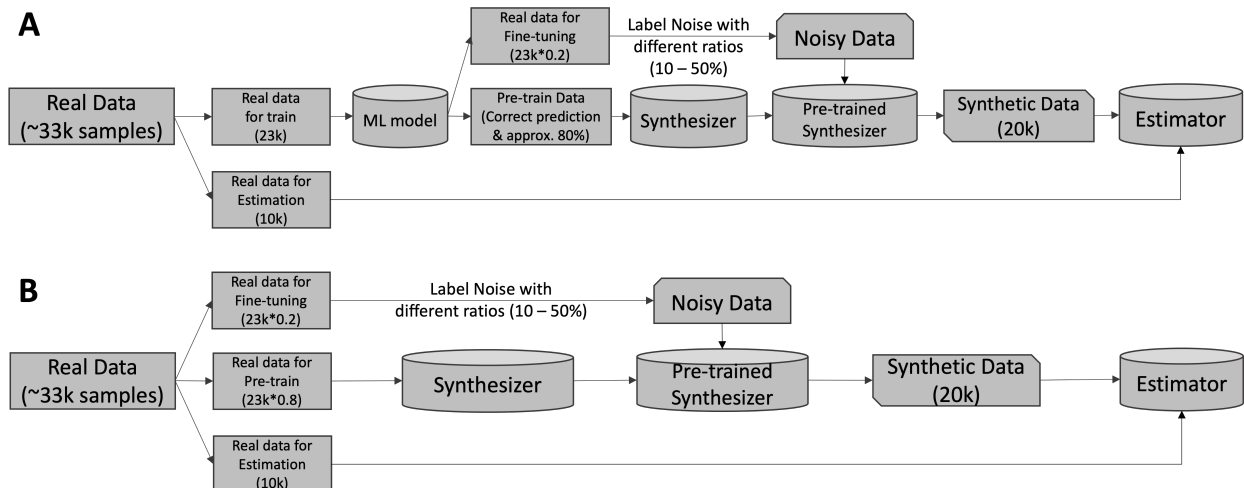 A
Real Data
(~33k samples)
Real data
for train
(23k)
Real data for
Estimation
(10k)
ML model
Real data for
Fine-tuning
(23k*0.2)
Pre-train Data
(Correct prediction
& approx. 80%)
Label Noise with
different ratios
(10 – 50%)
Synthesizer
Noisy Data
Pre-trained
Synthesizer
Synthetic Data
(20k)
Estimator
B
Real Data
(~33k samples)
Real data for
Fine-tuning
(23k*0.2)
Real data for
Pre-train
(23k*0.8)
Real data for
Estimation
(10k)
Label Noise with
different ratios (10 – 50%)
Synthesizer
Noisy Data
Pre-trained
Synthesizer
Synthetic Data
(20k)
Estimator